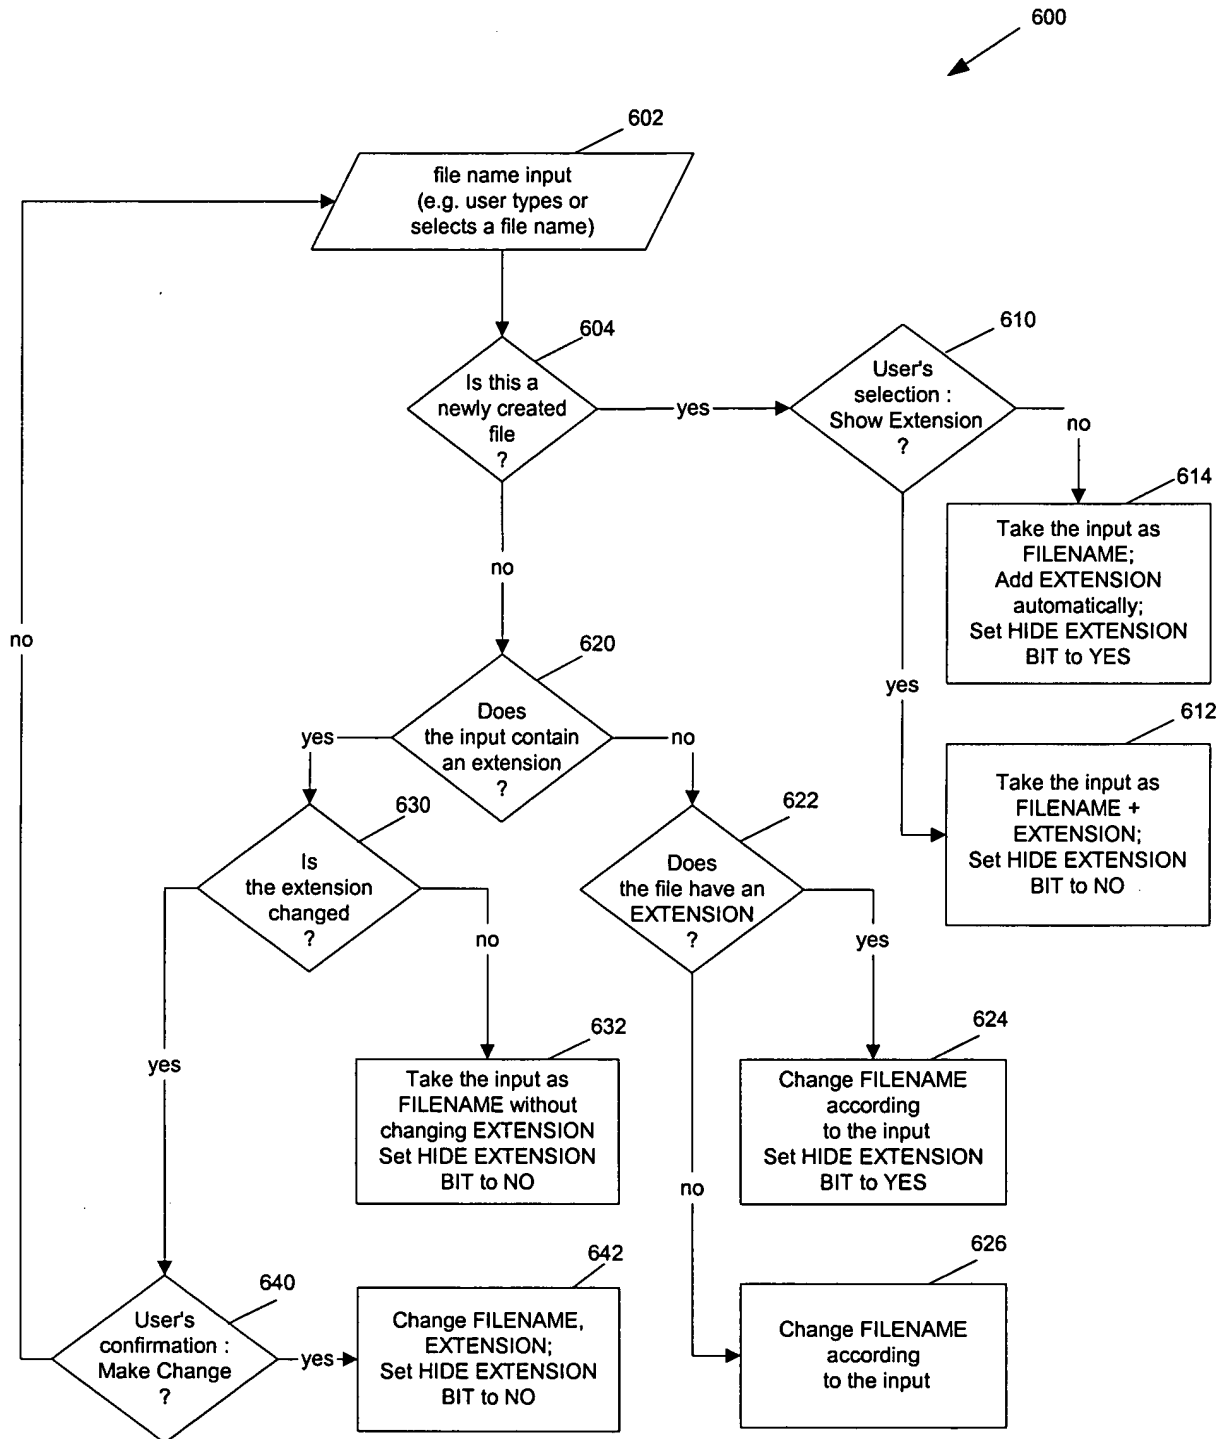 600
602
file name input
(e.g. user types or
selects a file name)
604
Is this a
newly created
file
?
yes
610
User's
selection :
Show Extension
?
no
614
Take the input as
FILENAME;
Add EXTENSION
automatically;
Set HIDE EXTENSION
BIT to YES
yes
612
Take the input as
FILENAME +
EXTENSION;
Set HIDE EXTENSION
BIT to NO
no
no
620
Does
the input contain
an extension
?
yes
no
630
Is
the extension
changed
?
622
Does
the file have an
EXTENSION
?
no
yes
yes
632
Take the input as
FILENAME without
changing EXTENSION
Set HIDE EXTENSION
BIT to NO
624
Change FILENAME
according
to the input
Set HIDE EXTENSION
BIT to YES
no
640
User's
confirmation :
Make Change
?
yes
642
Change FILENAME,
EXTENSION;
Set HIDE EXTENSION
BIT to NO
626
Change FILENAME
according
to the input